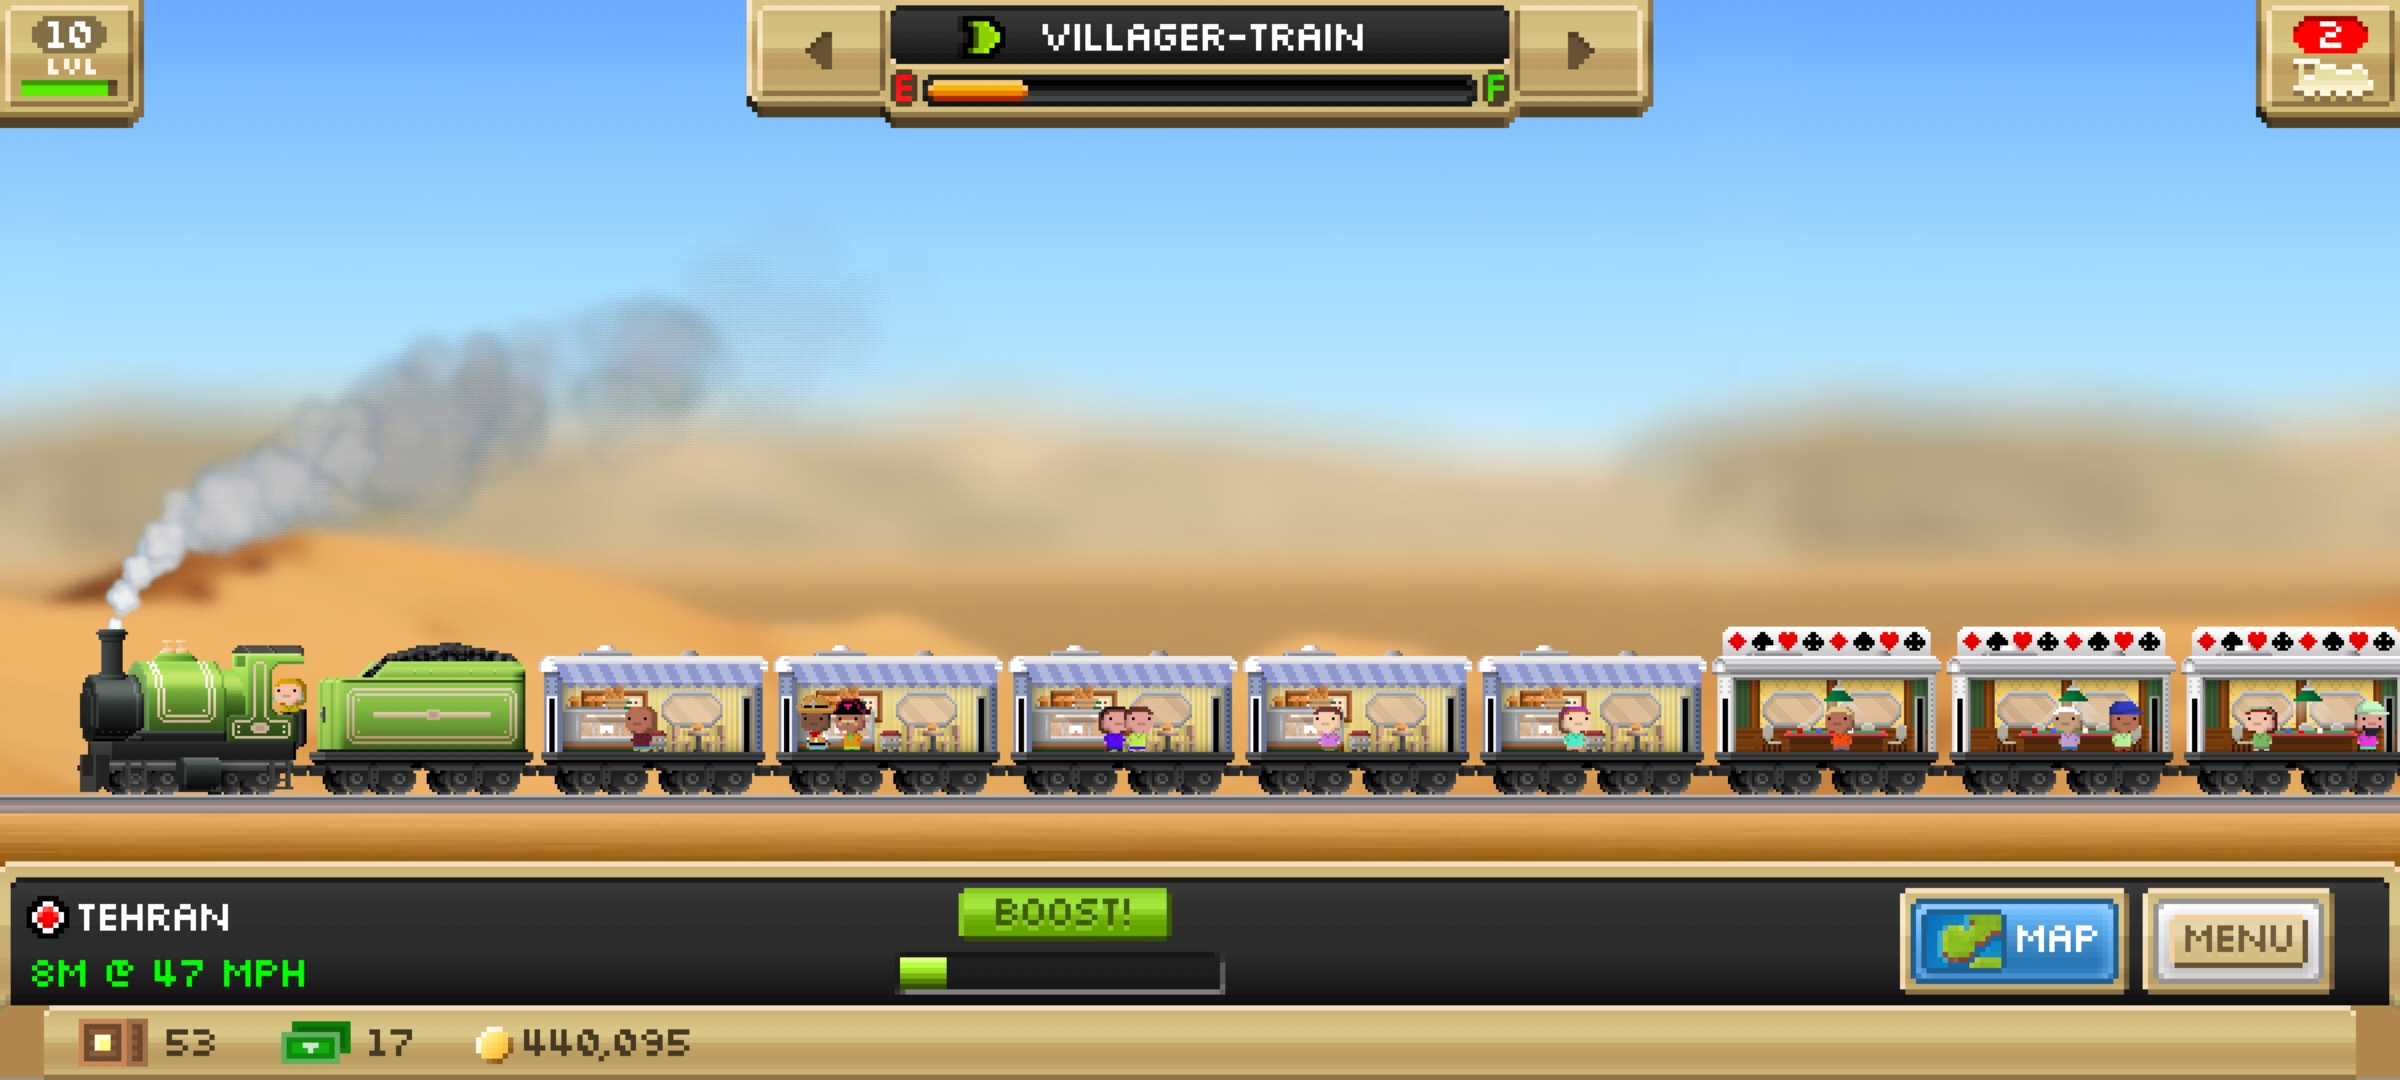 10
LVL
VILLAGER-TRAIN
E F
2
TEHRAN
8M @ 47 MPH
BOOST!
MAP
MENU
53
17
440,095